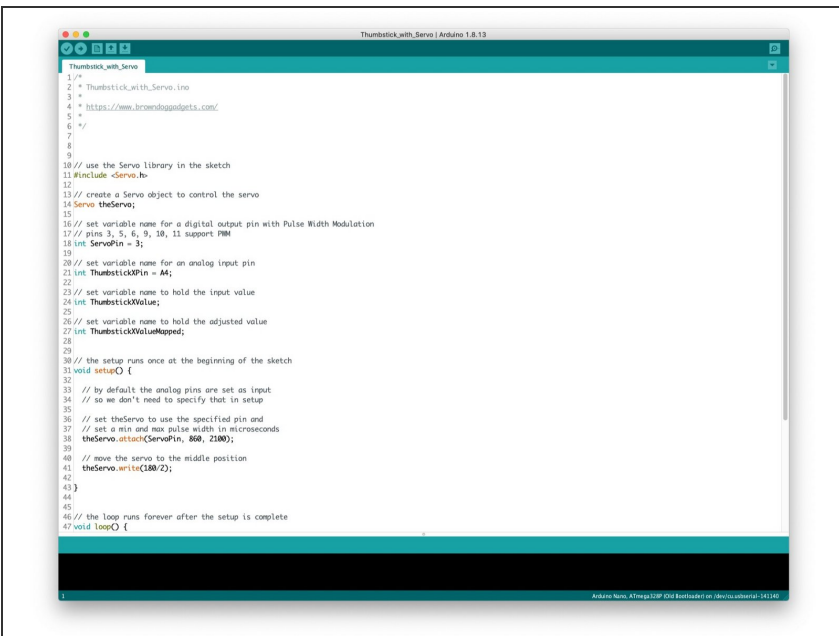 Thumbstick_with_Servo | Arduino 1.8.13
Thumbstick_with_Servo
1 /*
2  * Thumbstick_with_Servo.ino
3  *
4  * https://www.browndoggadgets.com/
5  *
6  */
7
8
9
10 // use the Servo library in the sketch
11 #include <Servo.h>
12
13 // create a Servo object to control the servo
14 Servo theServo;
15
16 // set variable name for a digital output pin with Pulse Width Modulation
17 // pins 3, 5, 6, 9, 10, 11 support PWM
18 int ServoPin = 3;
19
20 // set variable name for an analog input pin
21 int ThumbstickXPin = A4;
22
23 // set variable name to hold the input value
24 int ThumbstickXValue;
25
26 // set variable name to hold the adjusted value
27 int ThumbstickXValueMapped;
28
29
30 // the setup runs once at the beginning of the sketch
31 void setup() {
32
33   // by default the analog pins are set as input
34   // so we don't need to specify that in setup
35
36   // set theServo to use the specified pin and
37   // set a min and max pulse width in microseconds
38   theServo.attach(ServoPin, 860, 2100);
39
40   // move the servo to the middle position
41   theServo.write(180/2);
42
43 }
44
45
46 // the loop runs forever after the setup is complete
47 void loop() {
1
Arduino Nano, ATmega328P (Old Bootloader) on /dev/cu.usbserial-141140